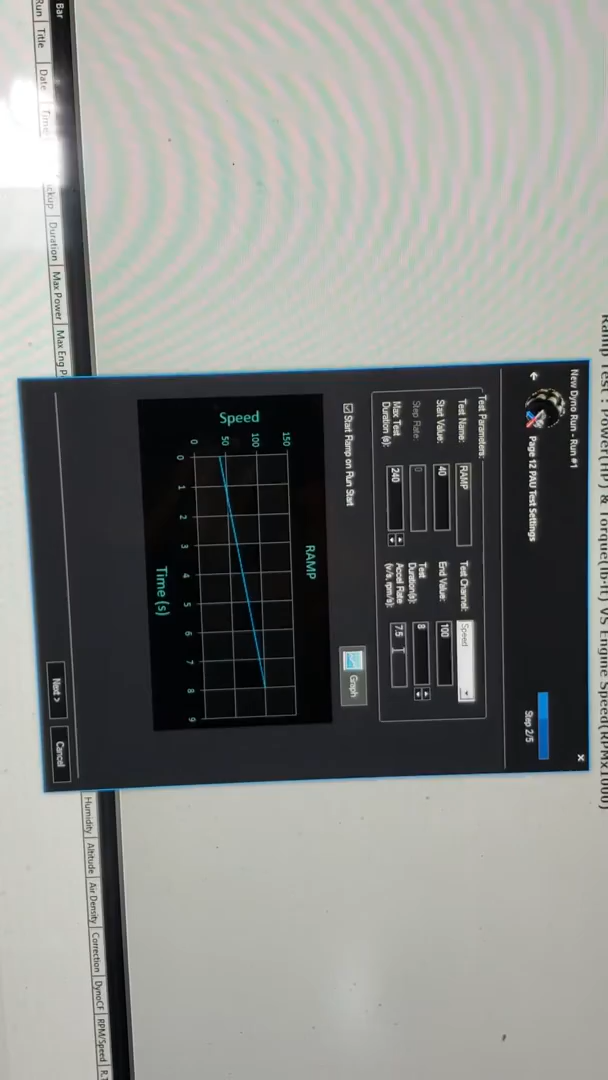 Ramp Test : Power(HP) & Torque(lb-ft) VS Engine Speed(RPMx1000)
New Dyno Run - Run #1
x
Page 12 PAU Test Settings
Step 2/5
Test Parameters:
Test Name: RAMP Test Channel: Speed
Start Value: 40 End Value: 100
Step Rate: 0 Test Duration(s): 8
Max Test Duration (s): 240 Accel Rate (v/s, rpm/s): 7.5
Start Ramp on Run Start
Graph
RAMP
Speed
150
100
50
0
0 1 2 3 4 5 6 7 8 9
Time (s)
Next > Cancel
Bar
Run Title Date Time ckup Duration Max Power Max Eng P
Humidity Altitude Air Density Correction DynoCF RPM/Speed